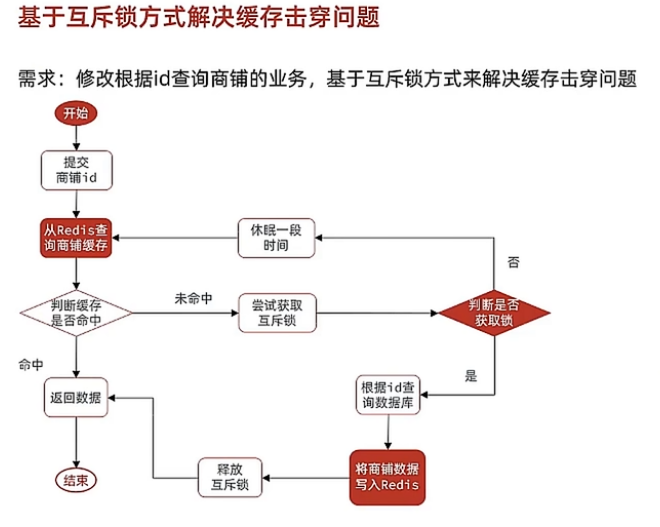 基于互斥锁方式解决缓存击穿问题
需求：修改根据id查询商铺的业务，基于互斥锁方式来解决缓存击穿问题
开始
提交
商铺id
从Redis查
询商铺缓存
休眠一段
时间
否
判断缓存
是否命中
未命中
尝试获取
互斥锁
判断是否
获取锁
命中
是
返回数据
根据id查
询数据库
结束
释放
互斥锁
将商铺数据
写入Redis